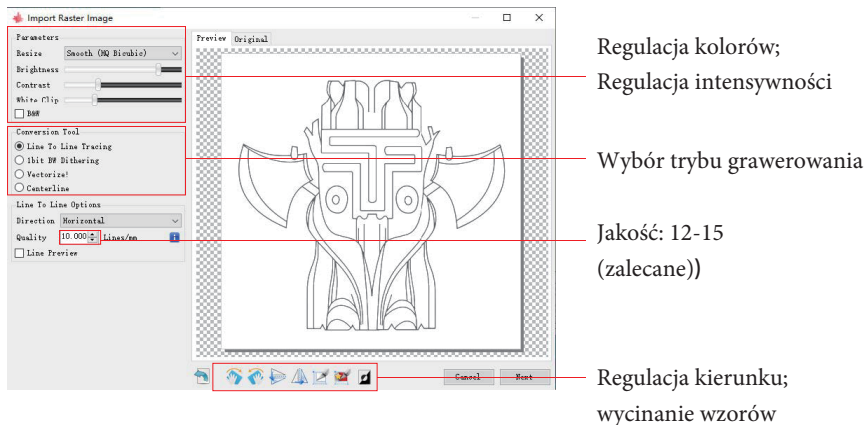 Import Raster Image
Parameters
Resize Smooth (HQ Bicubic)
Brightness
Contrast
White Clip
B&W
Conversion Tool
Line To Line Tracing
1bit BW Dithering
Vectorize!
Centerline
Line To Line Options
Direction Horizontal
Quality 10.000 Lines/mm
Line Preview
Preview Original
Cancel Next
Regulacja kolorów;
Regulacja intensywności
Wybór trybu grawerowania
Jakość: 12-15
(zalecane))
Regulacja kierunku;
wycinanie wzorów